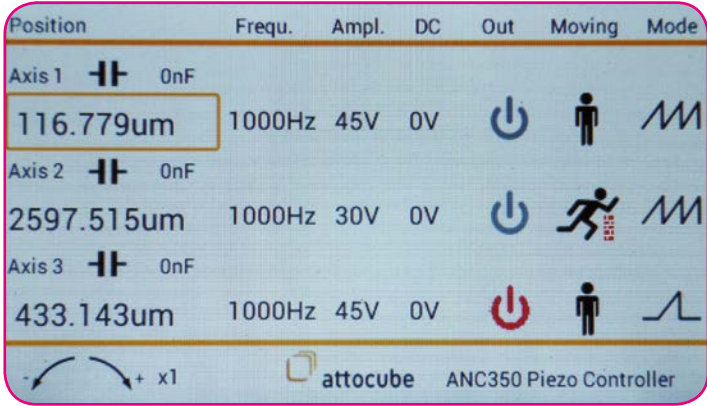 Position Frequ. Ampl. DC Out Moving Mode
Axis 1 0nF
116.779um 1000Hz 45V 0V
Axis 2 0nF
2597.515um 1000Hz 30V 0V
Axis 3 0nF
433.143um 1000Hz 45V 0V
- + x1 attocube ANC350 Piezo Controller